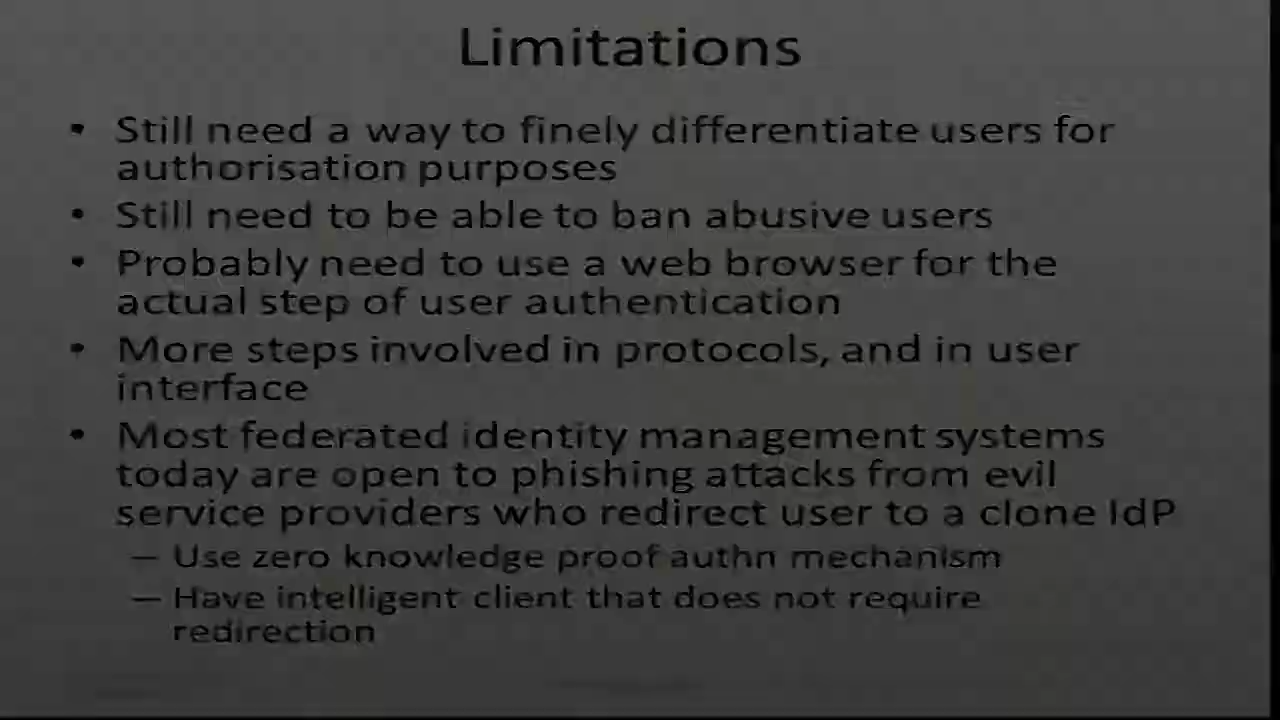 Limitations
• Still need a way to finely differentiate users for
authorisation purposes
• Still need to be able to ban abusive users
• Probably need to use a web browser for the
actual step of user authentication
• More steps involved in protocols, and in user
interface
• Most federated identity management systems
today are open to phishing attacks from evil
service providers who redirect user to a clone IdP
– Use zero knowledge proof authn mechanism
– Have intelligent client that does not require
redirection